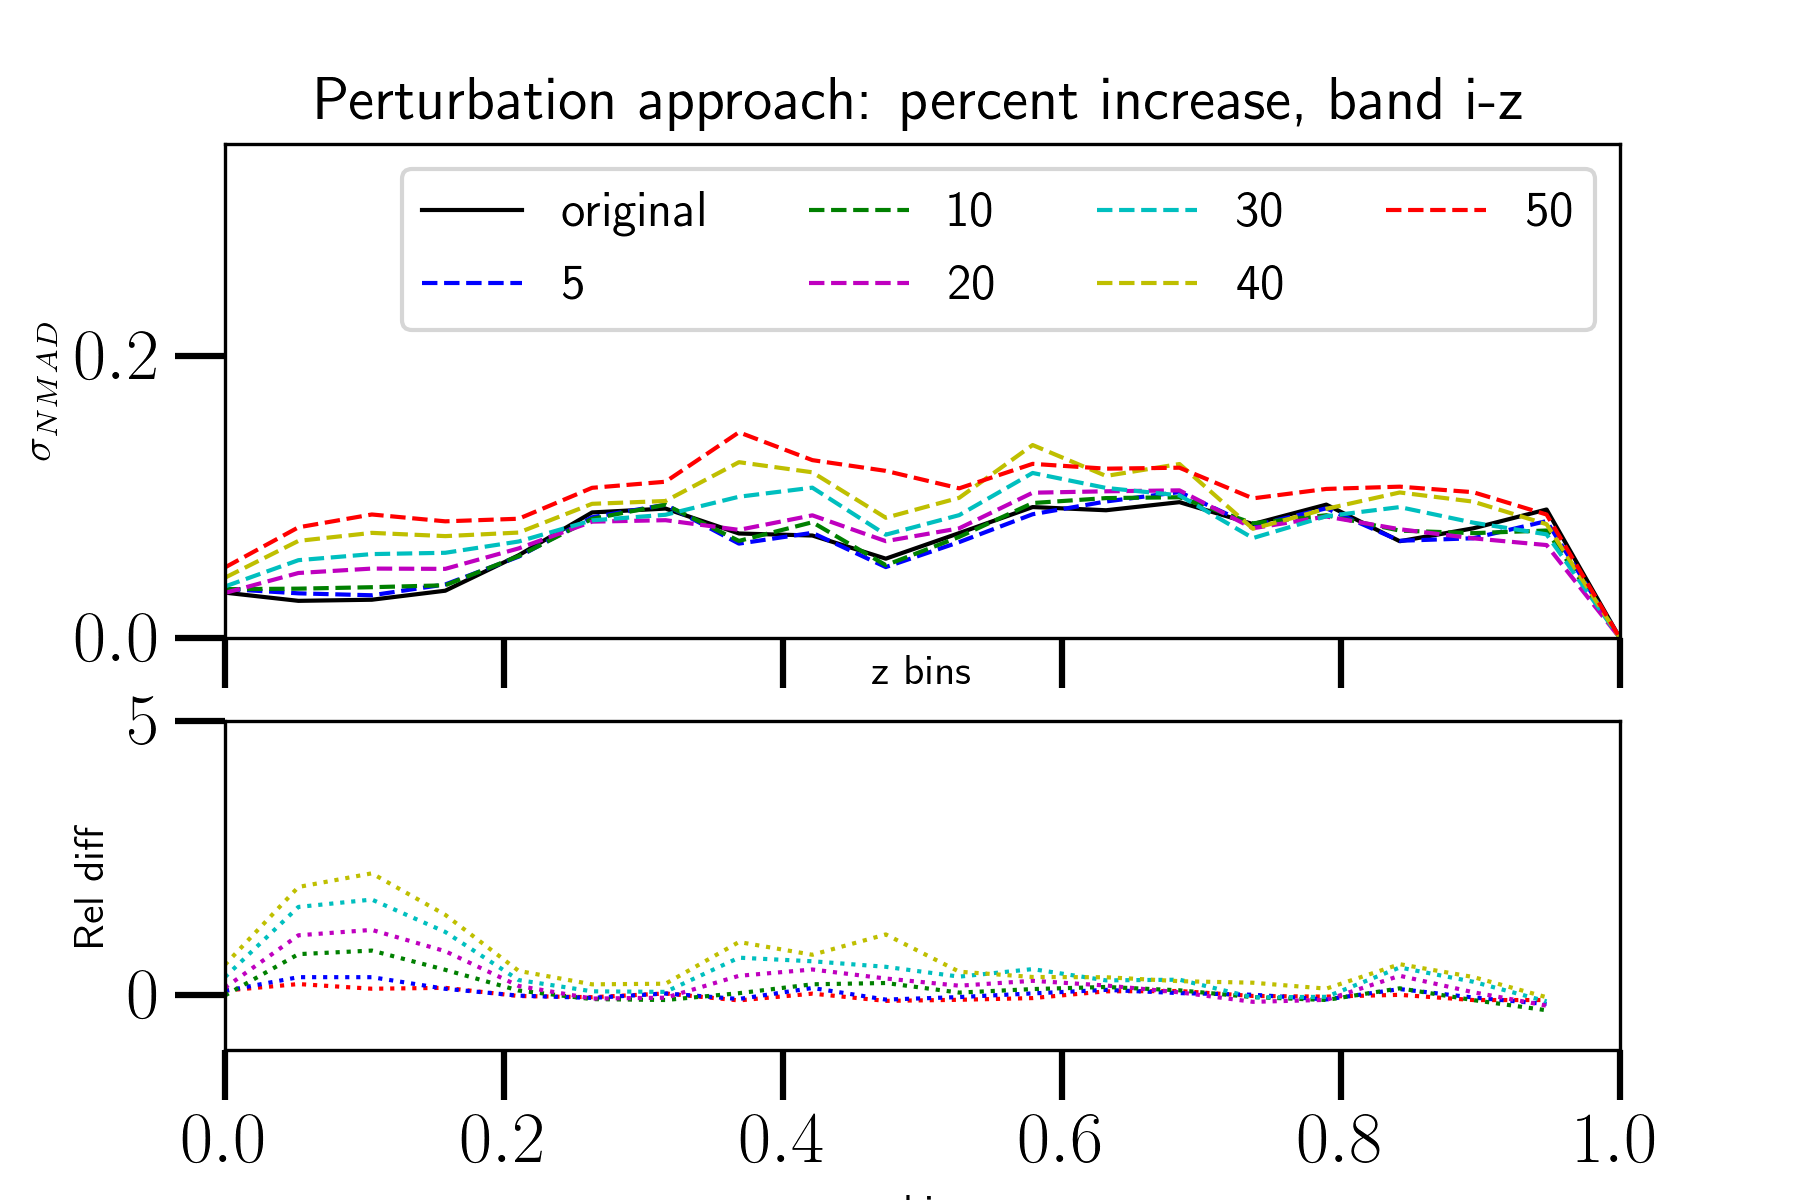 Perturbation approach: percent increase, band i-z
original 10 30 50
5 20 40
σNMAD
0.2
0.0
z bins
5
Rel diff
0
0.0 0.2 0.4 0.6 0.8 1.0